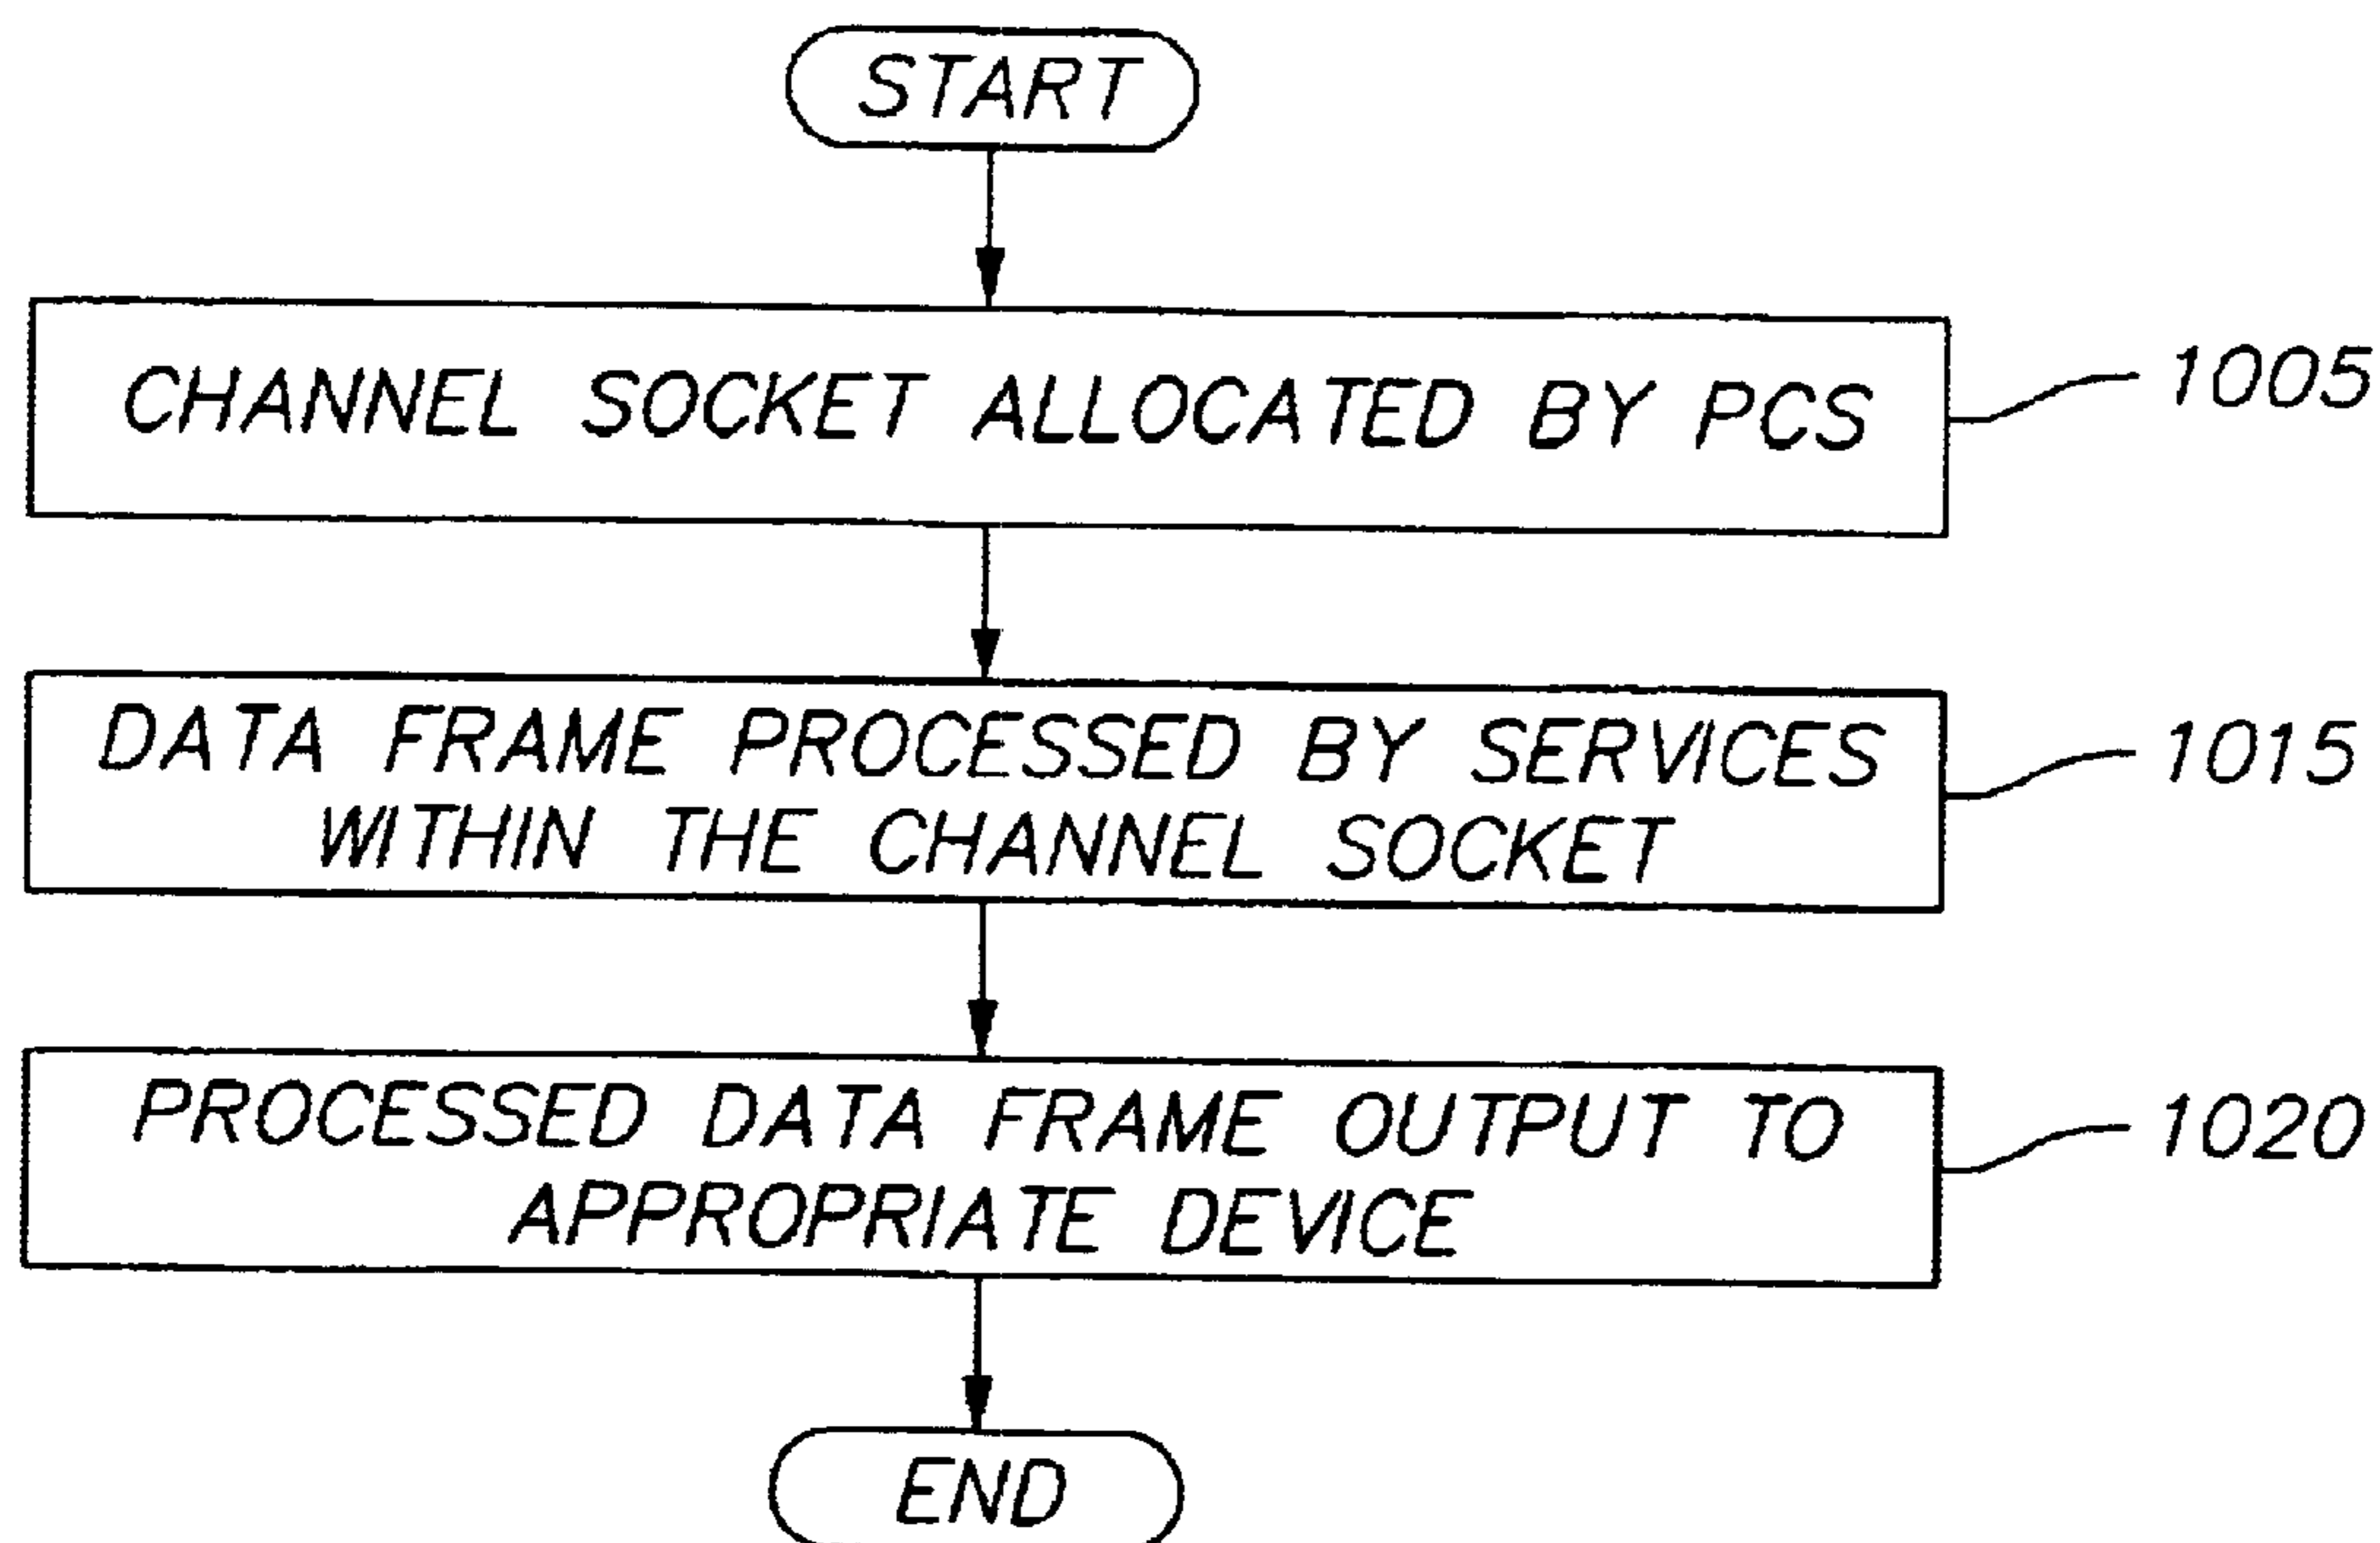 START
CHANNEL SOCKET ALLOCATED BY PCS
1005
DATA FRAME PROCESSED BY SERVICES
WITHIN THE CHANNEL SOCKET
1015
PROCESSED DATA FRAME OUTPUT TO
APPROPRIATE DEVICE
1020
END